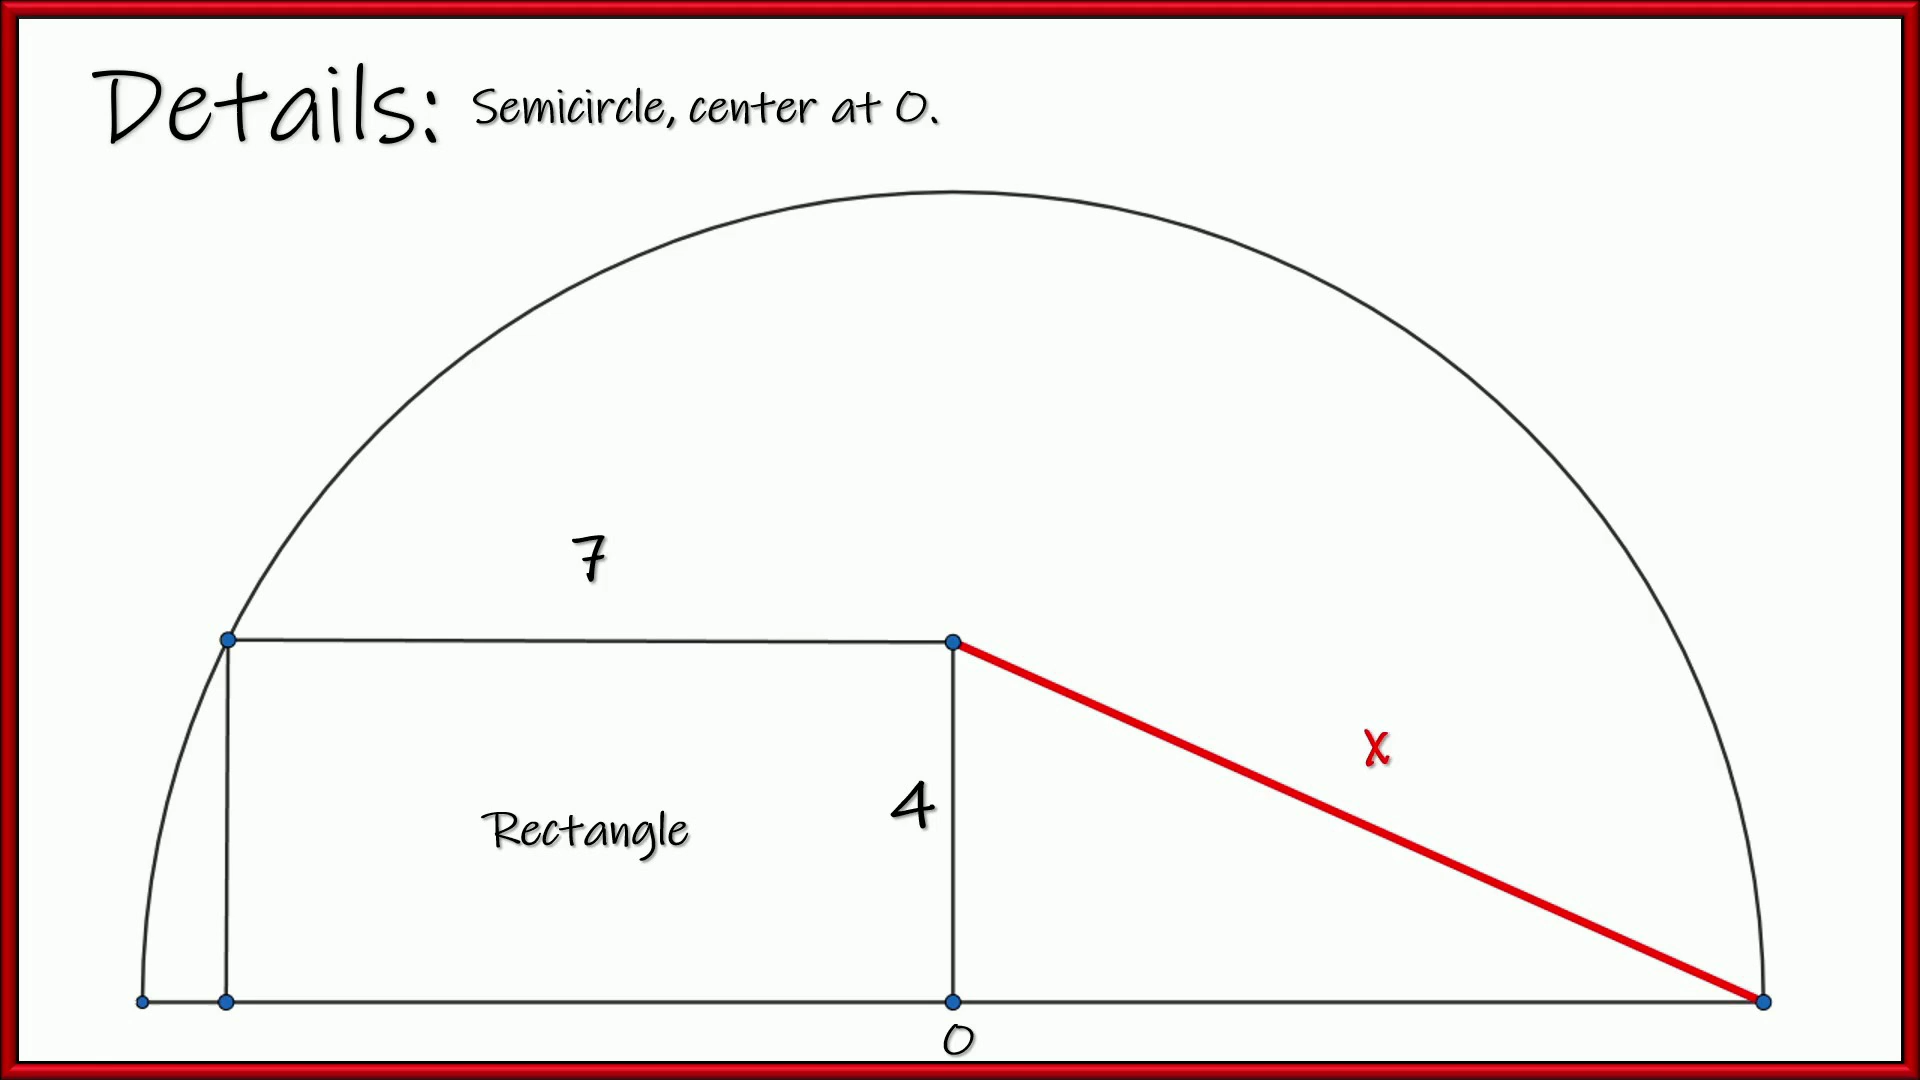 Details: Semicircle, center at O.
7
x
4
Rectangle
O